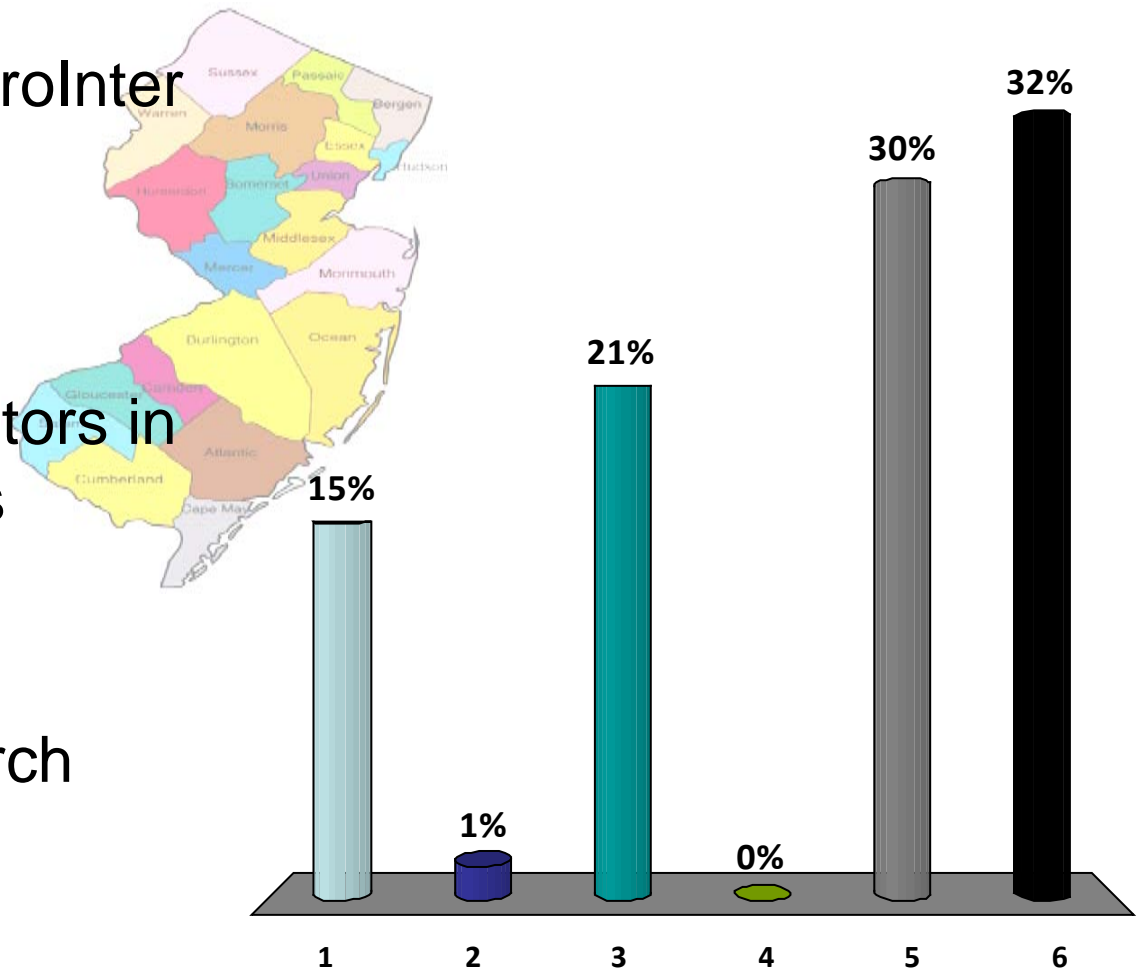 roInter
tors in
s
rch
Sussex
Passaic
Bergen
Warren
Morris
Essex
Hudson
Hunterdon
Somerset
Union
Middlesex
Mercer
Monmouth
Burlington
Ocean
Camden
Gloucester
Atlantic
Cumberland
Cape May
32%
30%
21%
15%
1%
0%
1 2 3 4 5 6